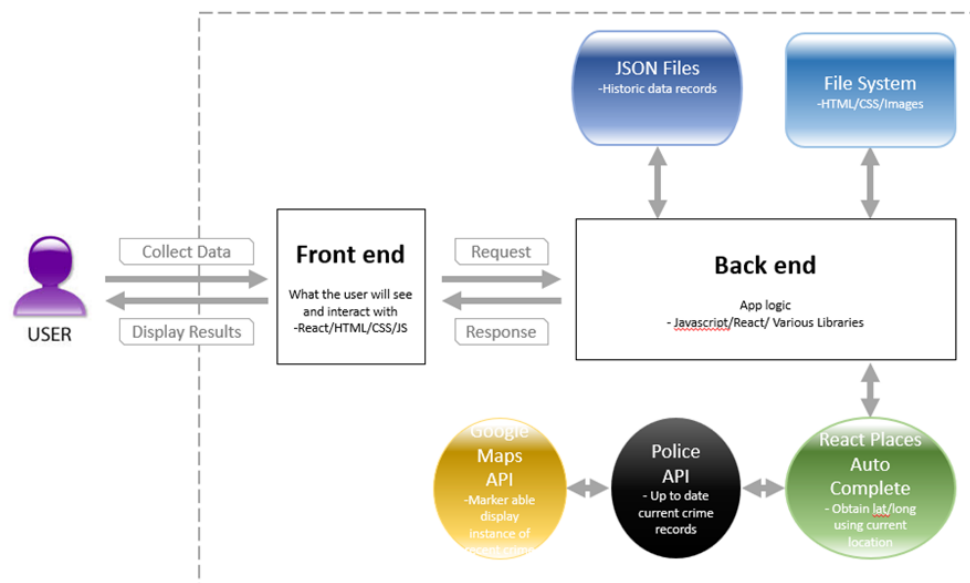 JSON Files
-Historic data records
File System
-HTML/CSS/Images
USER
Collect Data
Display Results
Front end
What the user will see
and interact with
-React/HTML/CSS/JS
Request
Response
Back end
App logic
- Javascript/React/ Various Libraries
Google
Maps
API
-Marker able
display
instance of
recent crime
Police
API
- Up to date
current crime
records
React Places
Auto
Complete
- Obtain lat/long
using current
location